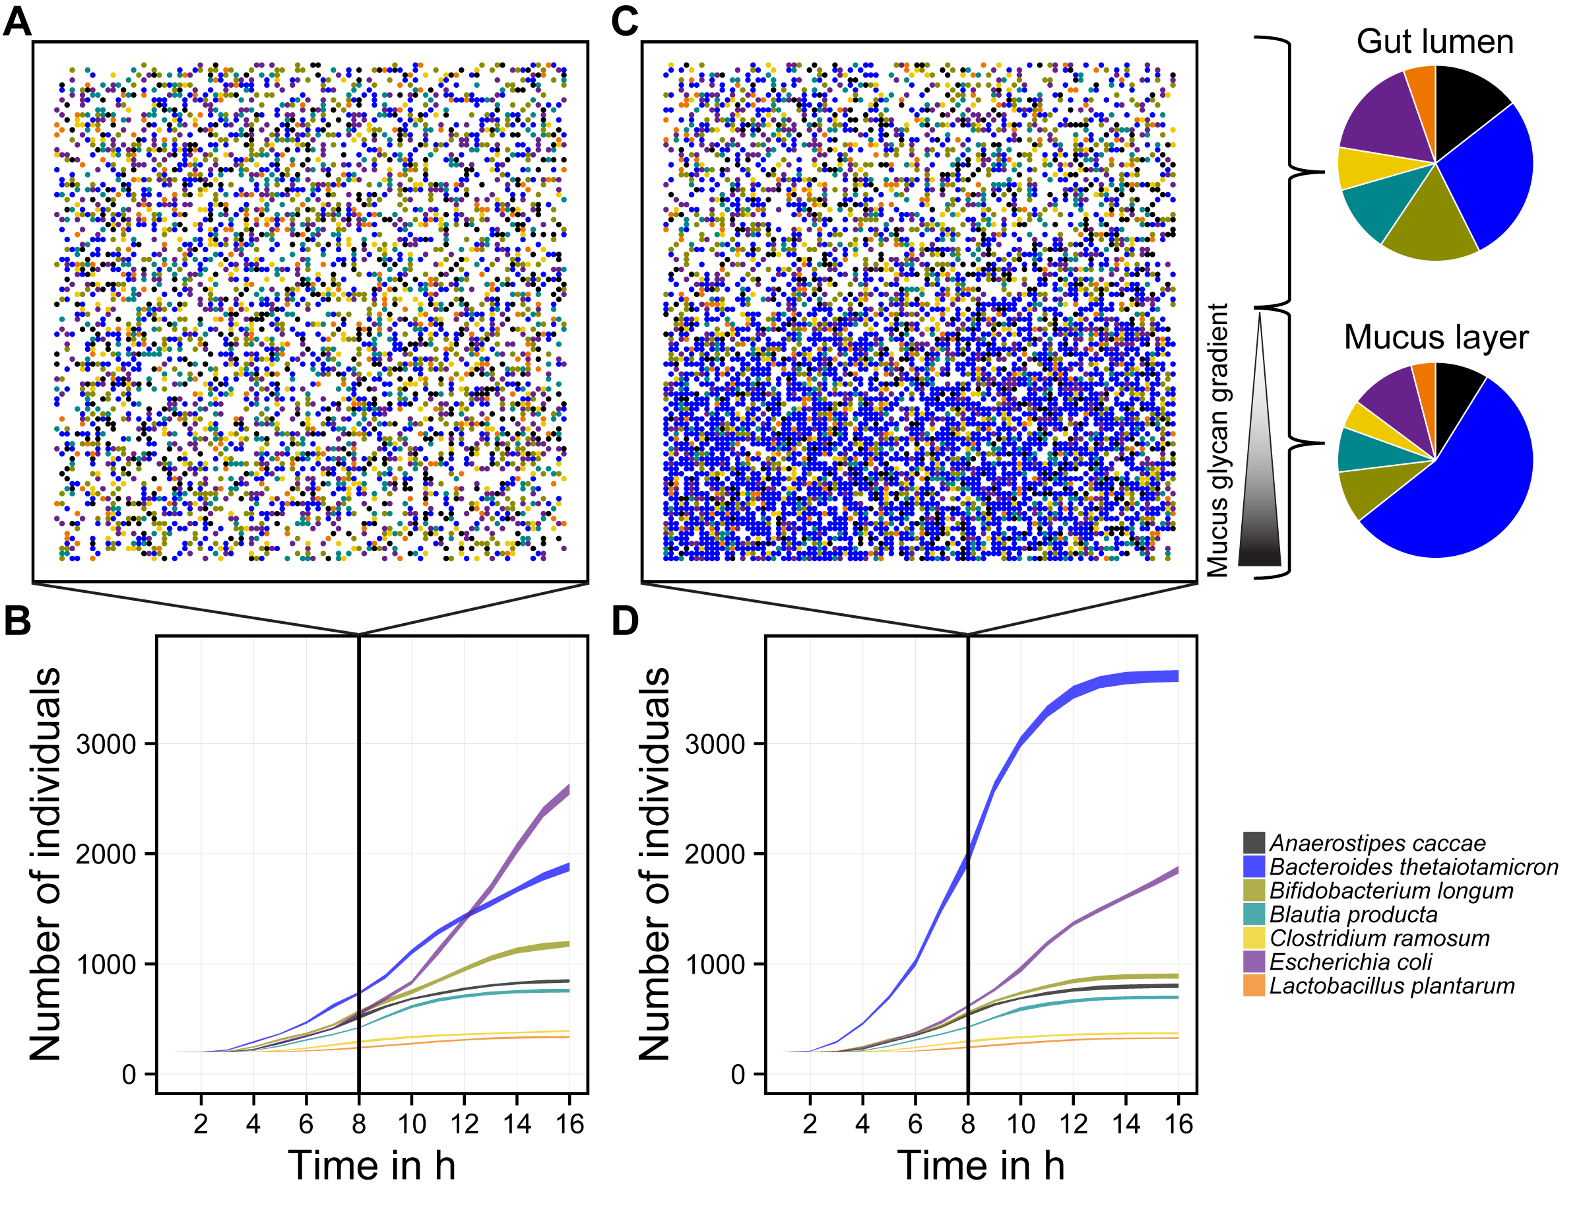 A
C
Gut lumen
Mucus layer
Mucus glycan gradient
B
Number of individuals
3000
2000
1000
0
2 4 6 8 10 12 14 16
Time in h
D
Number of individuals
3000
2000
1000
0
2 4 6 8 10 12 14 16
Time in h
Anaerostipes caccae
Bacteroides thetaiotamicron
Bifidobacterium longum
Blautia producta
Clostridium ramosum
Escherichia coli
Lactobacillus plantarum